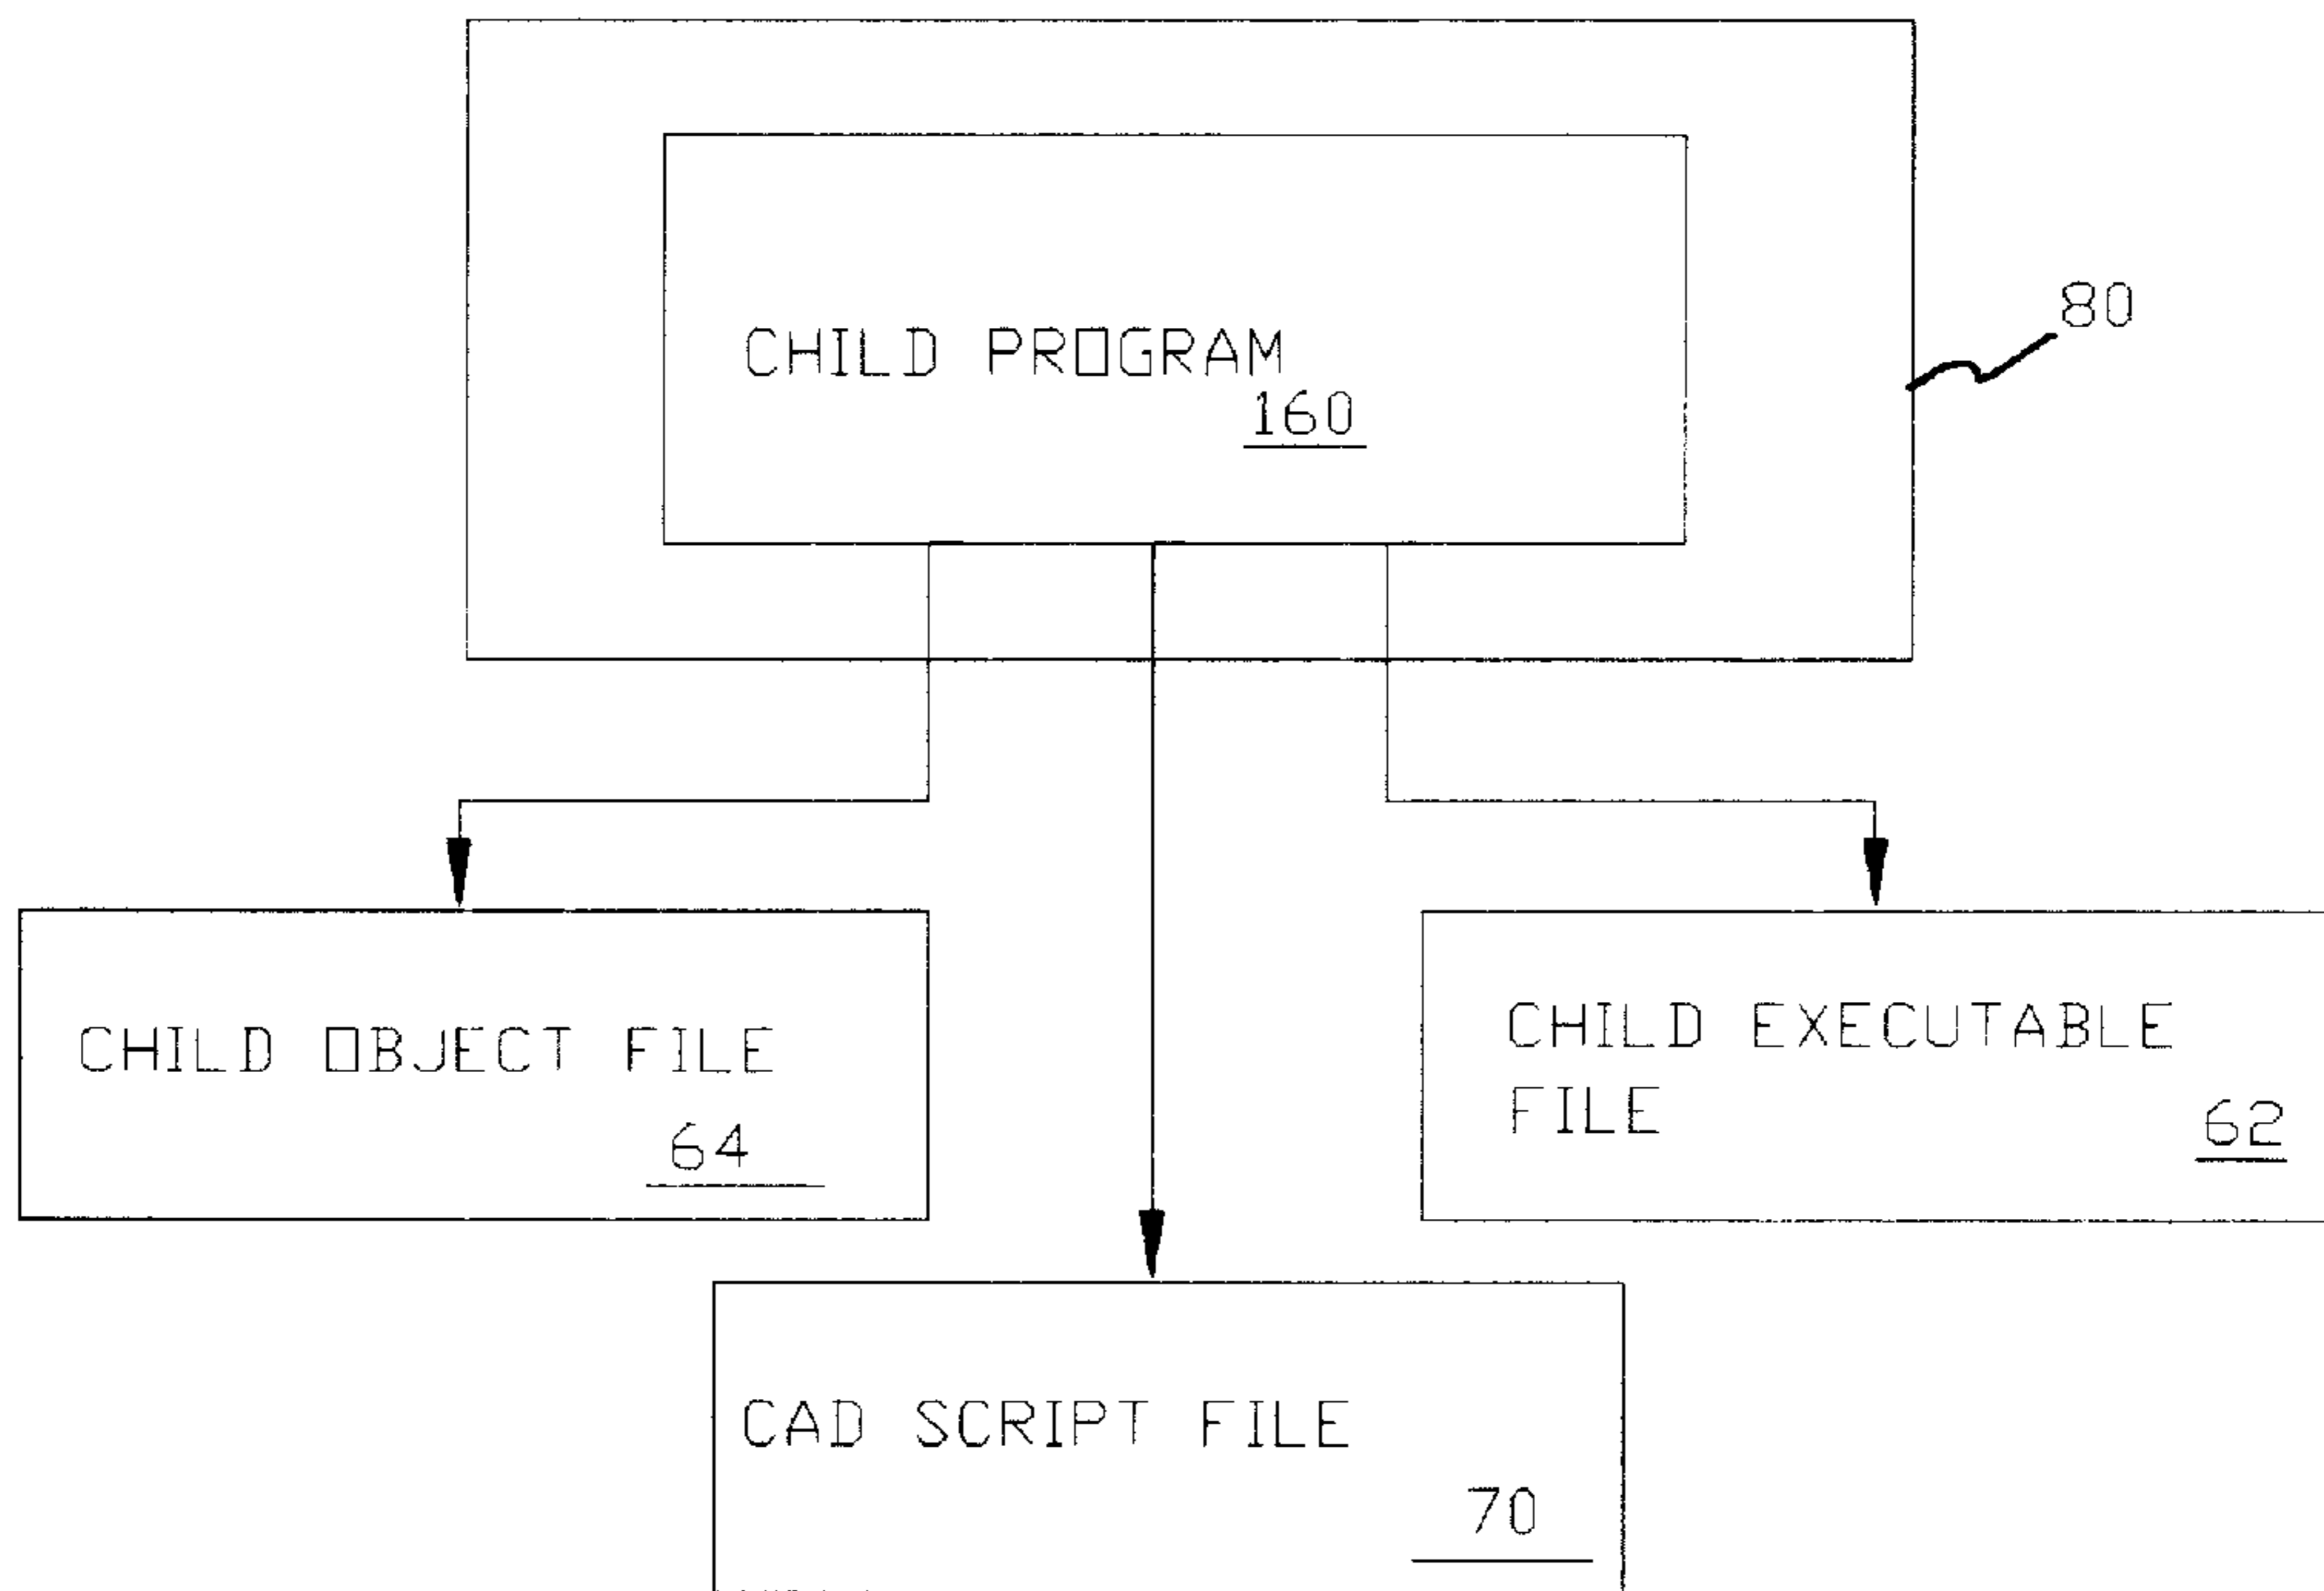 80
CHILD PROGRAM
160
CHILD OBJECT FILE
64
CHILD EXECUTABLE
FILE
62
CAD SCRIPT FILE
70